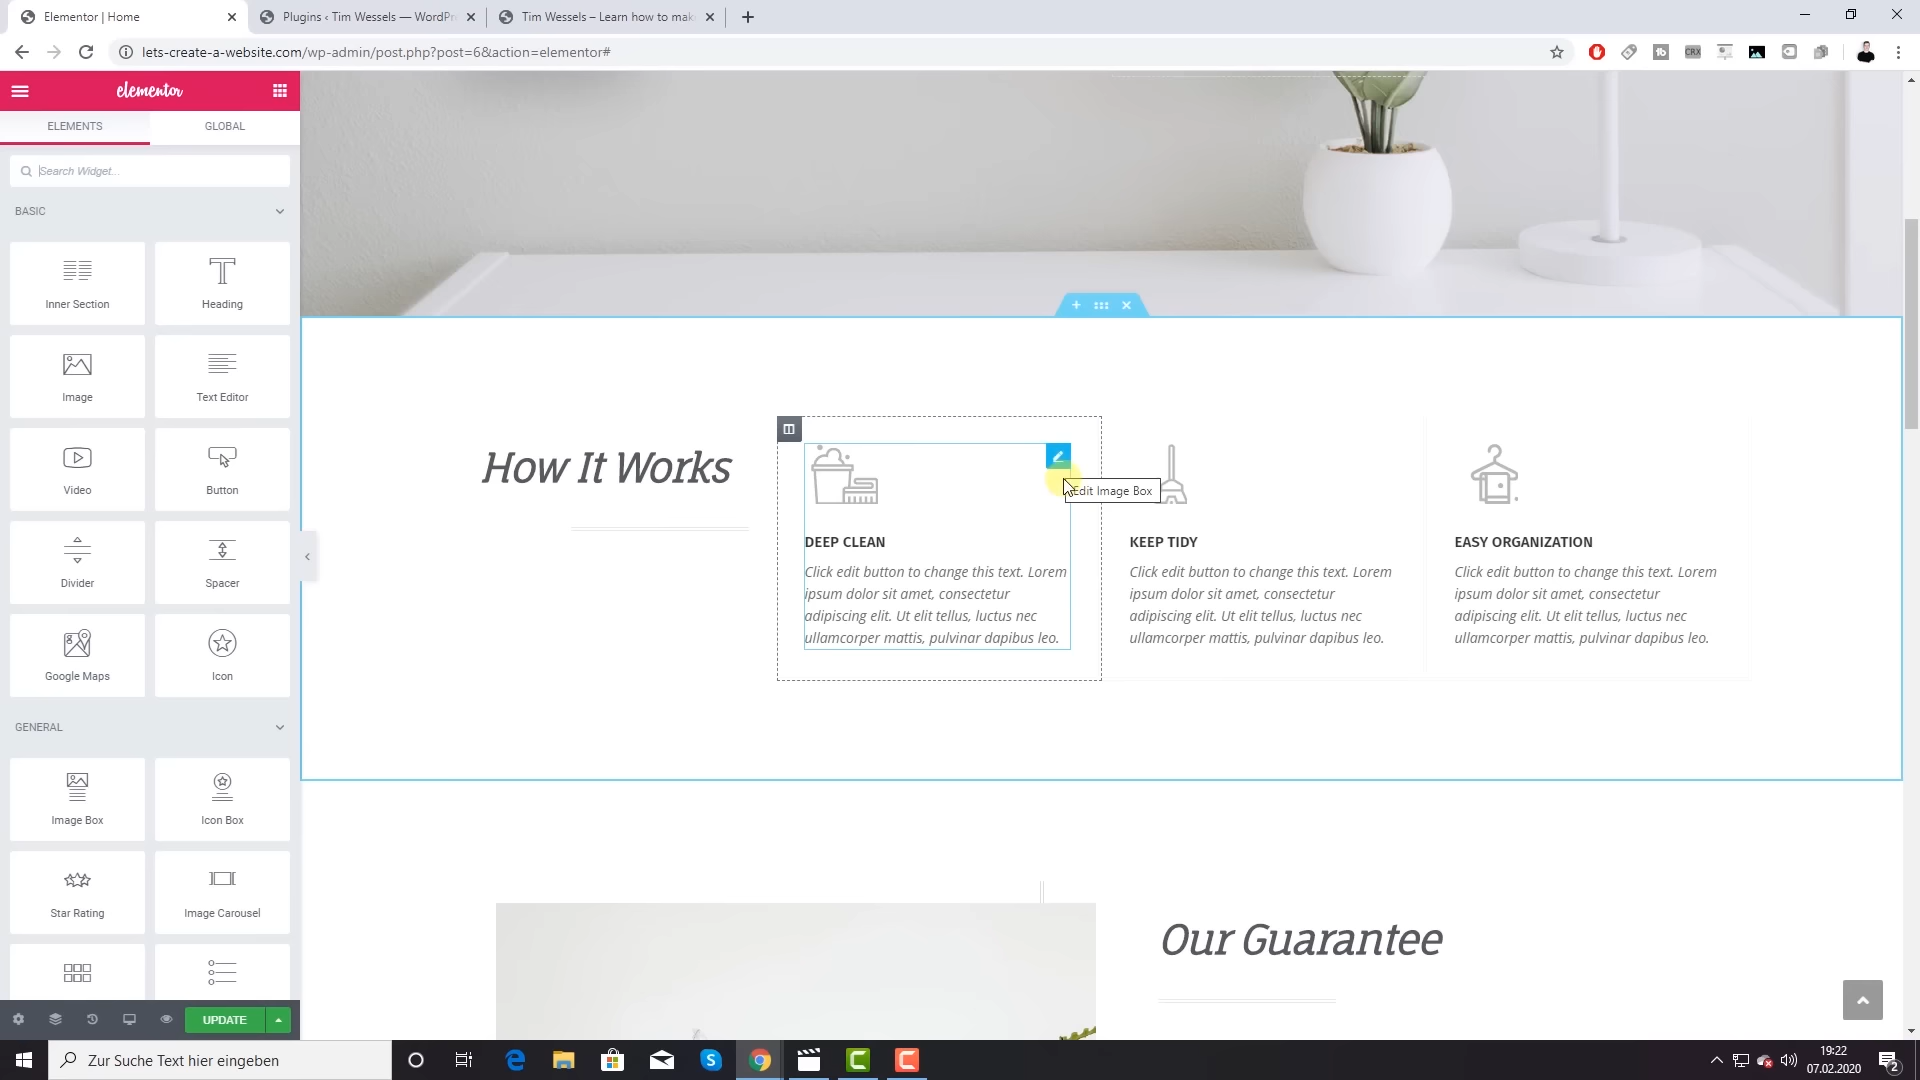 Elementor | Home
Plugins ‹ Tim Wessels — WordPr
Tim Wessels – Learn how to mak
lets-create-a-website.com/wp-admin/post.php?post=6&action=elementor#
elementor
ELEMENTS
GLOBAL
Search Widget...
BASIC
Inner Section
Heading
Image
Text Editor
Video
Button
Divider
Spacer
Google Maps
Icon
GENERAL
Image Box
Icon Box
Star Rating
Image Carousel
UPDATE
How It Works
Edit Image Box
DEEP CLEAN
Click edit button to change this text. Lorem
ipsum dolor sit amet, consectetur
adipiscing elit. Ut elit tellus, luctus nec
ullamcorper mattis, pulvinar dapibus leo.
KEEP TIDY
Click edit button to change this text. Lorem
ipsum dolor sit amet, consectetur
adipiscing elit. Ut elit tellus, luctus nec
ullamcorper mattis, pulvinar dapibus leo.
EASY ORGANIZATION
Click edit button to change this text. Lorem
ipsum dolor sit amet, consectetur
adipiscing elit. Ut elit tellus, luctus nec
ullamcorper mattis, pulvinar dapibus leo.
Our Guarantee
Zur Suche Text hier eingeben
19:22
07.02.2020
2